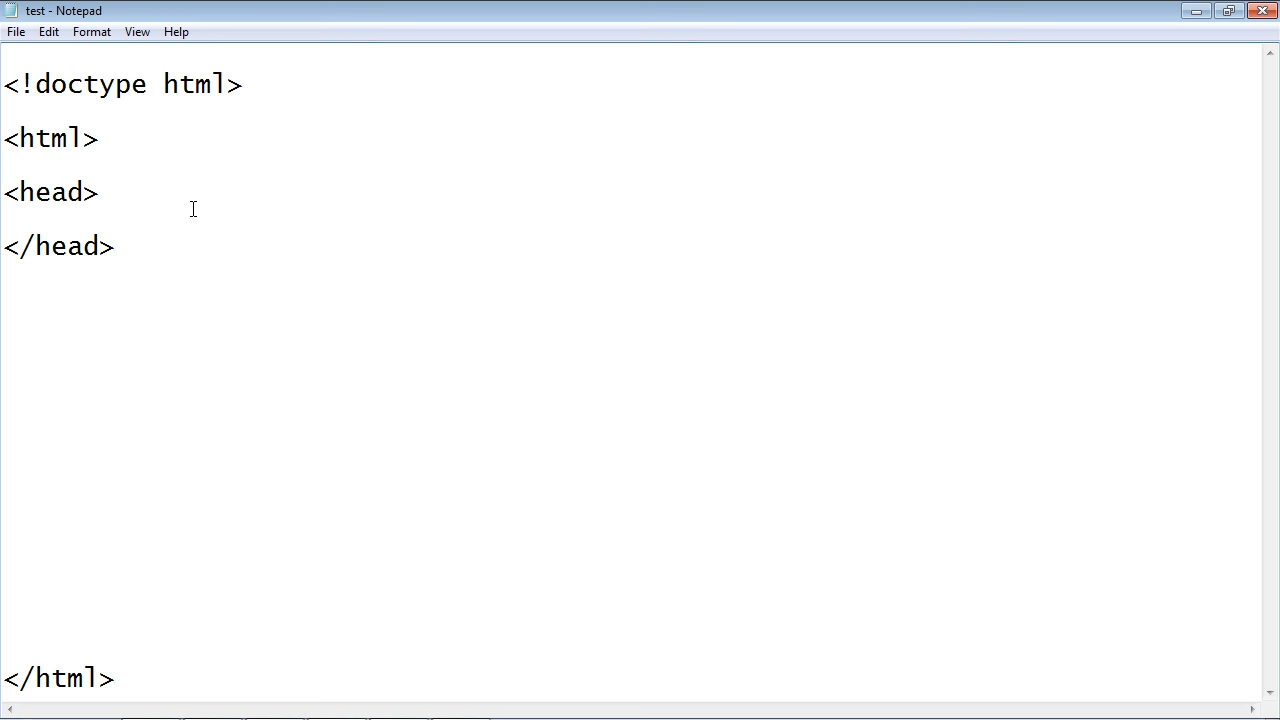 test - Notepad
File Edit Format View Help
<!doctype html>
<html>
<head>
</head>
</html>